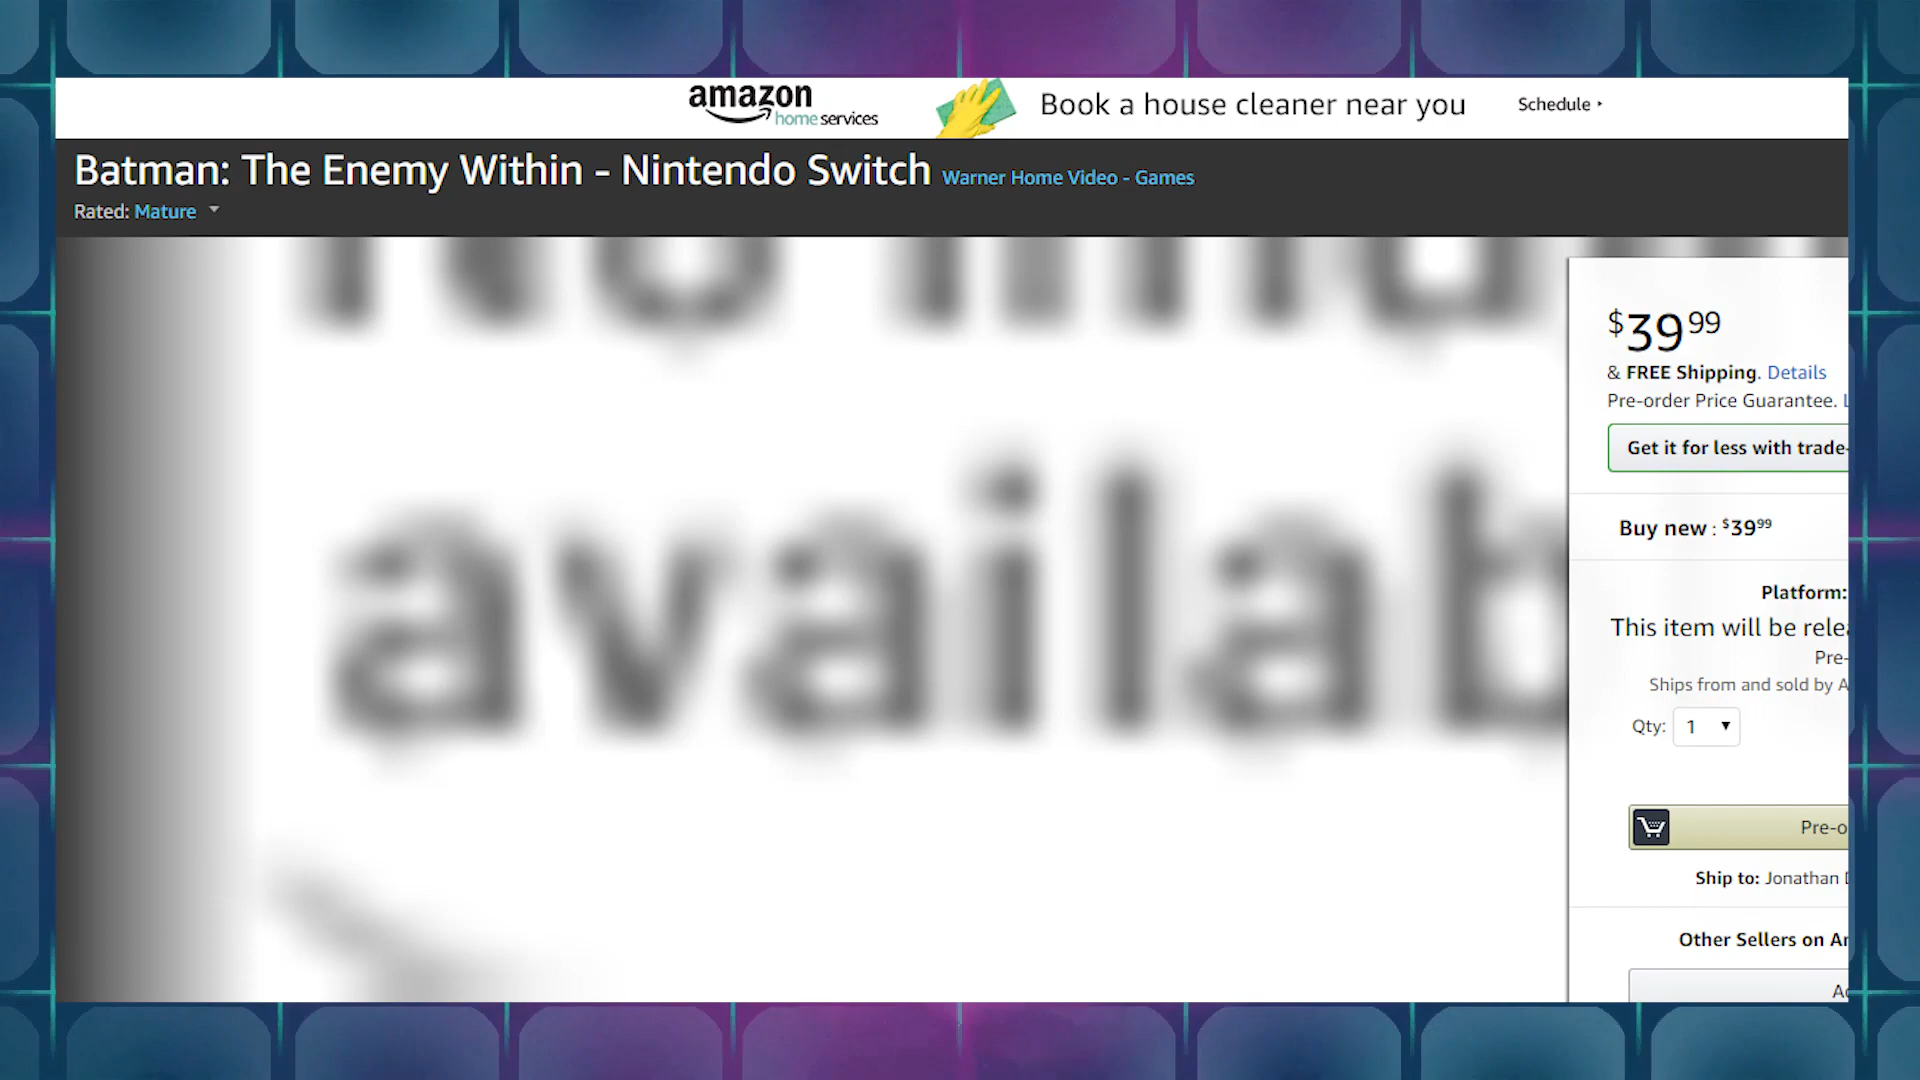 amazon
home services
Book a house cleaner near you
Schedule
Batman: The Enemy Within - Nintendo Switch Warner Home Video - Games
Rated: Mature
No
availab
$39 99
& FREE Shipping. Details
Pre-order Price Guarantee.
Get it for less with trade-
Buy new : $39 99
Platform:
This item will be
Pre-
Ships from and sold by
Qty: 1
Pre-o
Ship to: Jonathan
Other Sellers on